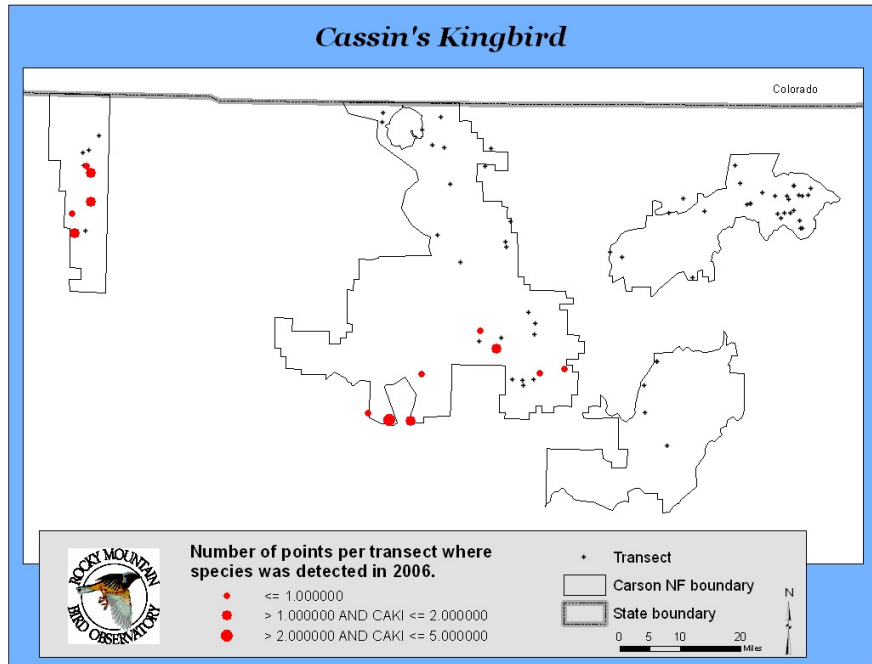 Cassin's Kingbird
Colorado
Number of points per transect where
species was detected in 2006.
<= 1.000000
> 1.000000 AND CAKI <= 2.000000
> 2.000000 AND CAKI <= 5.000000
ROCKY MOUNTAIN
BIRD OBSERVATORY
Transect
Carson NF boundary
State boundary
N
0 5 10 20
Miles